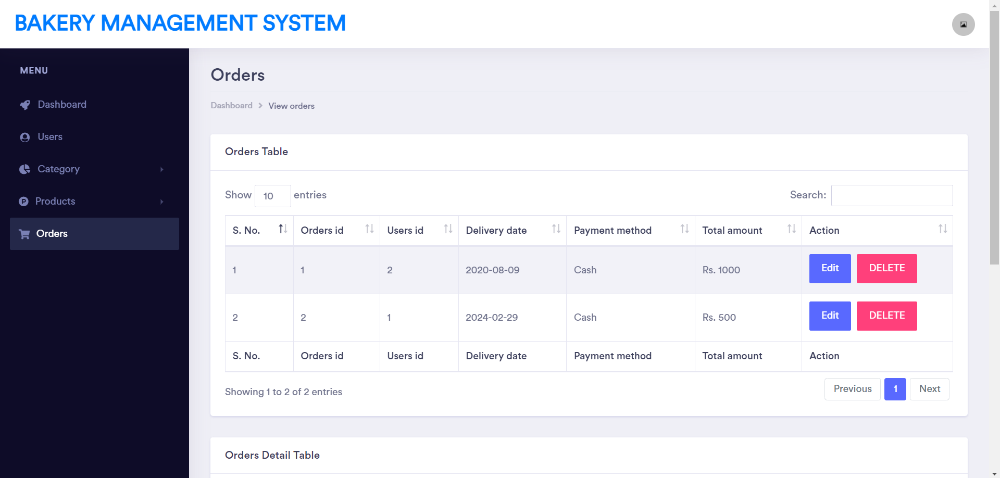 BAKERY MANAGEMENT SYSTEM
MENU
Dashboard
Users
Category
Products
Orders
Orders
Dashboard View orders
Orders Table
Show 10 entries
Search:
S. No. Orders id Users id Delivery date Payment method Total amount Action
1 1 2 2020-08-09 Cash Rs. 1000 Edit DELETE
2 2 1 2024-02-29 Cash Rs. 500 Edit DELETE
S. No. Orders id Users id Delivery date Payment method Total amount Action
Showing 1 to 2 of 2 entries
Previous 1 Next
Orders Detail Table